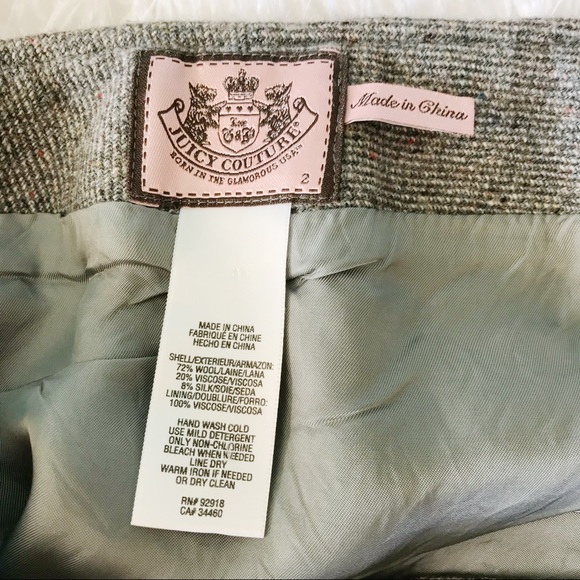 Love
G&P
JUICY COUTURE
BORN IN THE GLAMOROUS USA™
2
Made in China
MADE IN CHINA
FABRIQUÉ EN CHINE
HECHO EN CHINA
SHELL/EXTERIEUR/ARMAZON:
72% WOOL/LAINE/LANA
20% VISCOSE/VISCOSA
8% SILK/SOIE/SEDA
LINING/DOUBLURE/FORRO:
100% VISCOSE/VISCOSA
HAND WASH COLD
USE MILD DETERGENT
ONLY NON-CHLORINE
BLEACH WHEN NEEDED
LINE DRY
WARM IRON IF NEEDED
OR DRY CLEAN
RN# 92918
CA# 34460